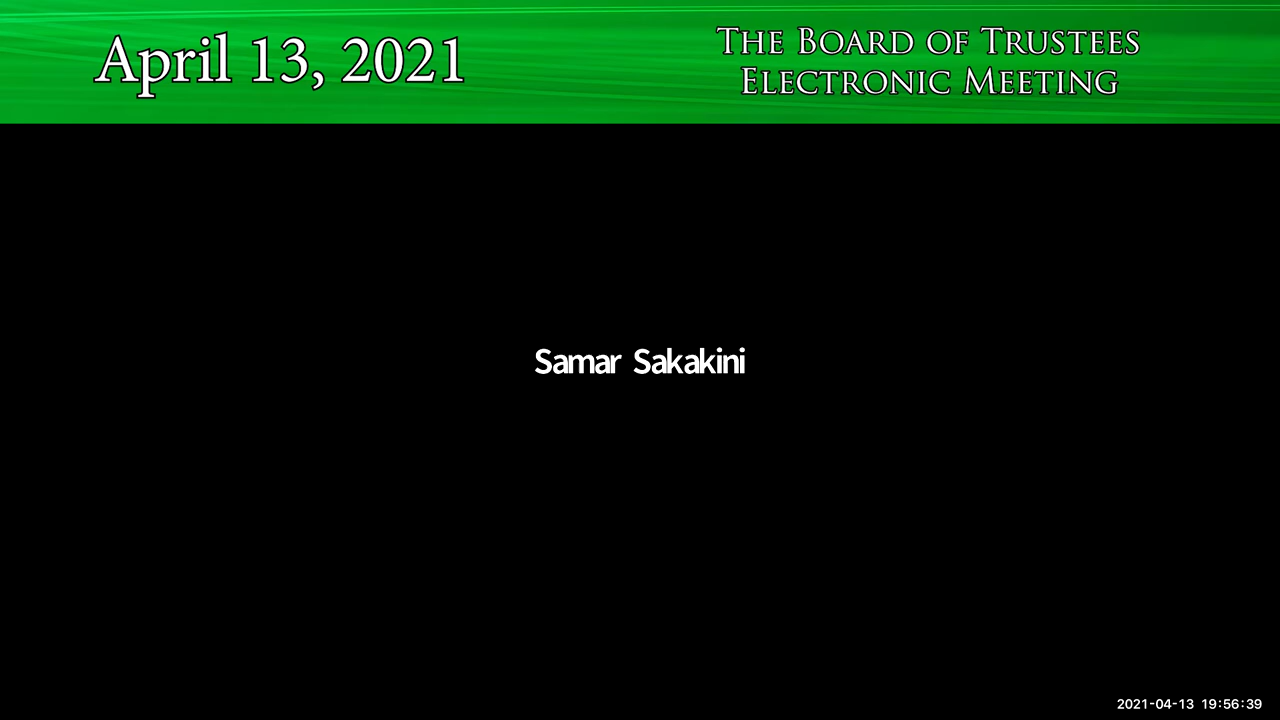 April 13, 2021
THE BOARD OF TRUSTEES
ELECTRONIC MEETING
Samar Sakakini
2021-04-13 19:56:39